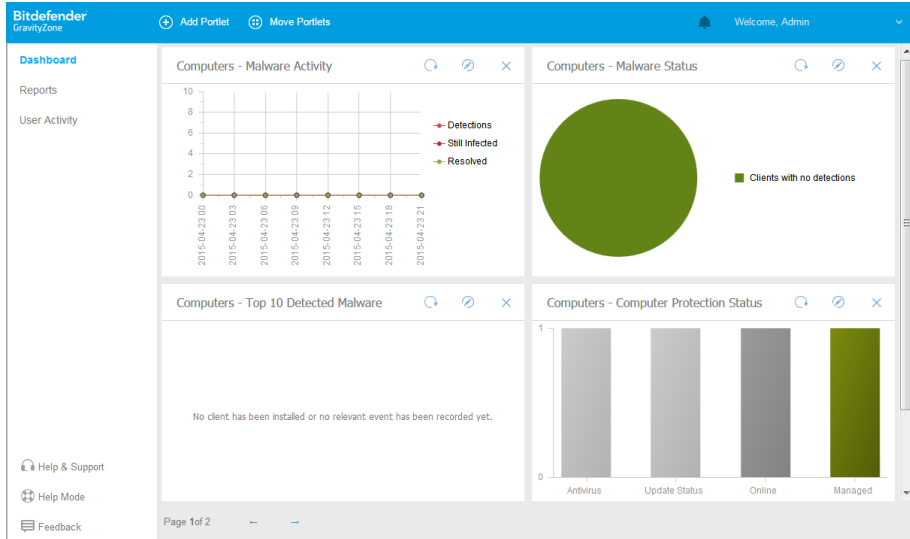 Bitdefender
GravityZone
Add Portlet
Move Portlets
Welcome, Admin
Dashboard
Reports
User Activity
Computers - Malware Activity
10
8
6
4
2
0
2015-04-23 00
2015-04-23 03
2015-04-23 06
2015-04-23 09
2015-04-23 12
2015-04-23 15
2015-04-23 18
2015-04-23 21
Detections
Still Infected
Resolved
Computers - Malware Status
Clients with no detections
Computers - Top 10 Detected Malware
No client has been installed or no relevant event has been recorded yet.
Computers - Computer Protection Status
1
0
Antivirus
Update Status
Online
Managed
Help & Support
Help Mode
Feedback
Page 1of 2